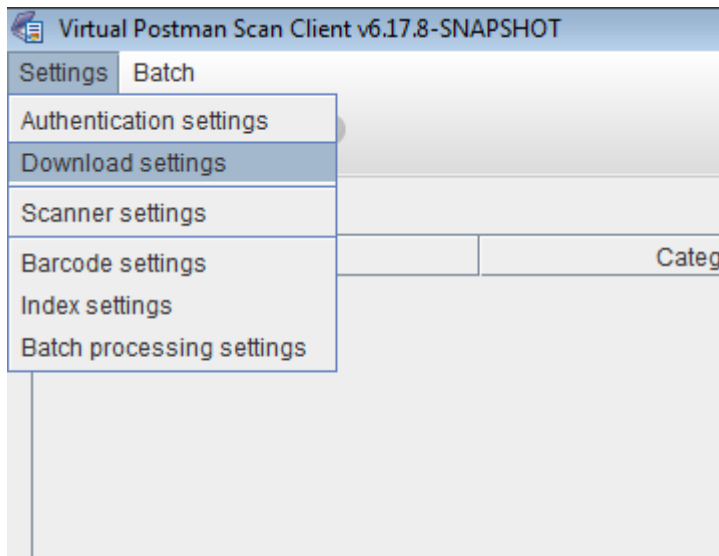 Virtual Postman Scan Client v6.17.8-SNAPSHOT
Settings Batch
Authentication settings
Download settings
Scanner settings
Barcode settings
Categ
Index settings
Batch processing settings